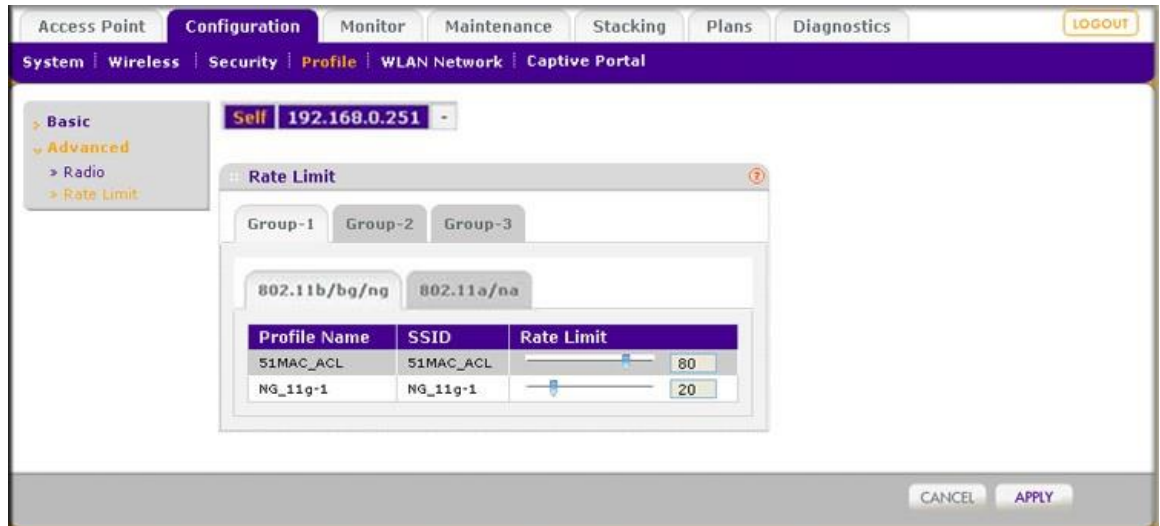 Access Point Configuration Monitor Maintenance Stacking Plans Diagnostics LOGOUT
System Wireless Security Profile WLAN Network Captive Portal
Basic
Advanced
» Radio
» Rate Limit
Self 192.168.0.251 -
Rate Limit ?
Group-1 Group-2 Group-3
802.11b/bg/ng 802.11a/na
Profile Name SSID Rate Limit
51MAC_ACL 51MAC_ACL 80
NG_11g-1 NG_11g-1 20
CANCEL APPLY